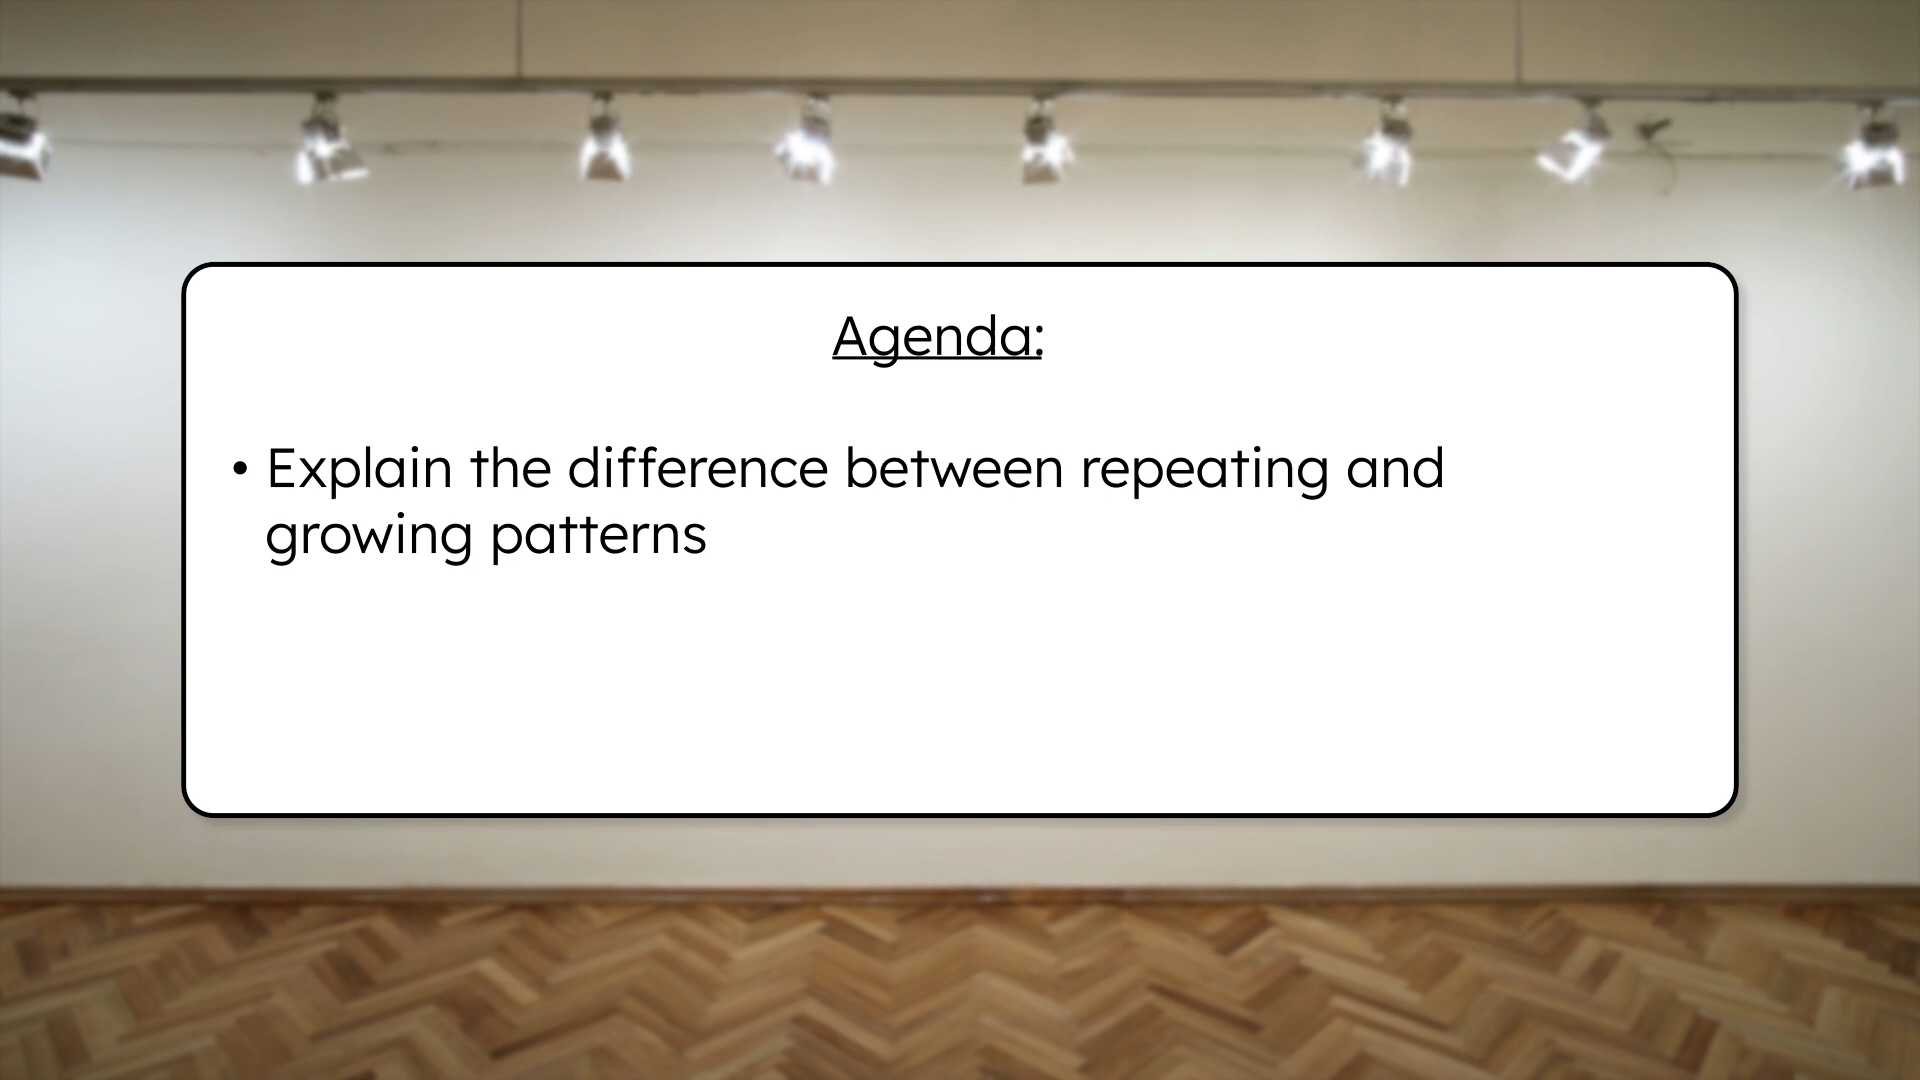 Agenda:
• Explain the difference between repeating and
growing patterns